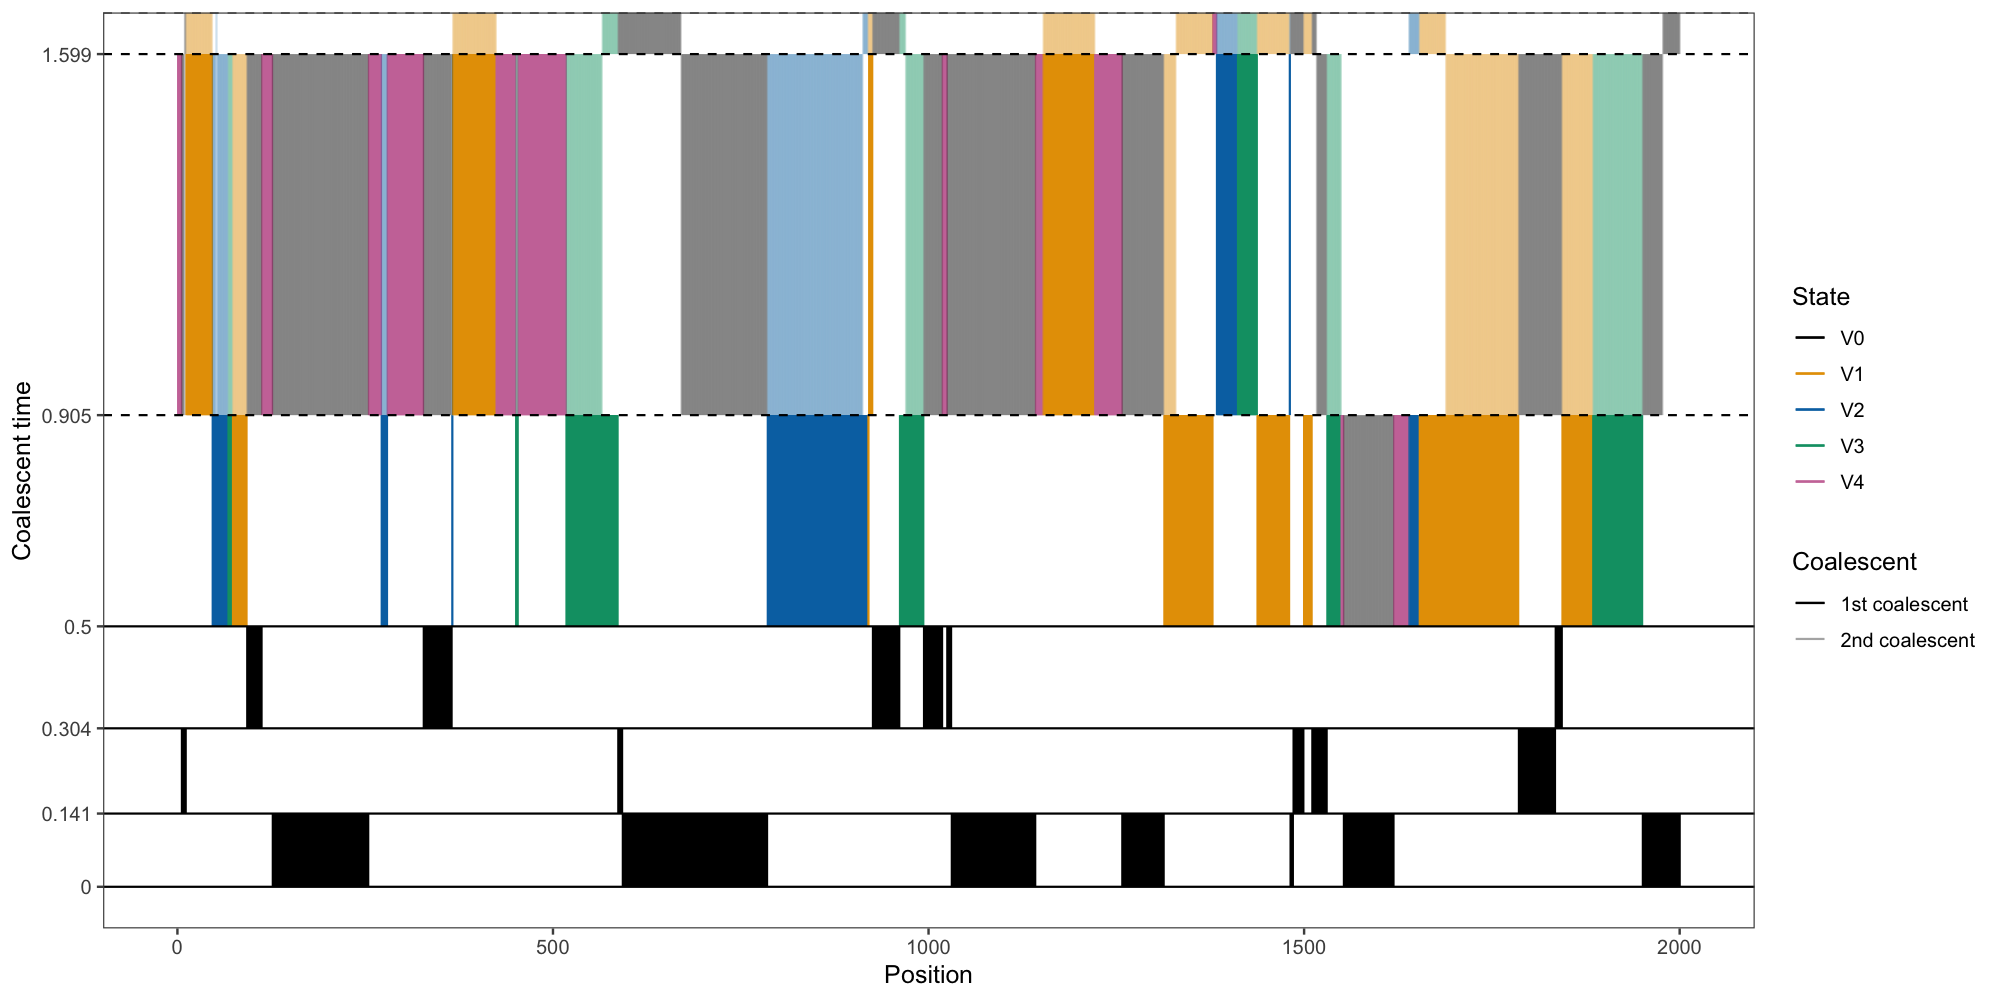 Coalescent time
1.599
0.905
0.5
0.304
0.141
0
0
500
1000
1500
2000
Position
State
V0
V1
V2
V3
V4
Coalescent
1st coalescent
2nd coalescent